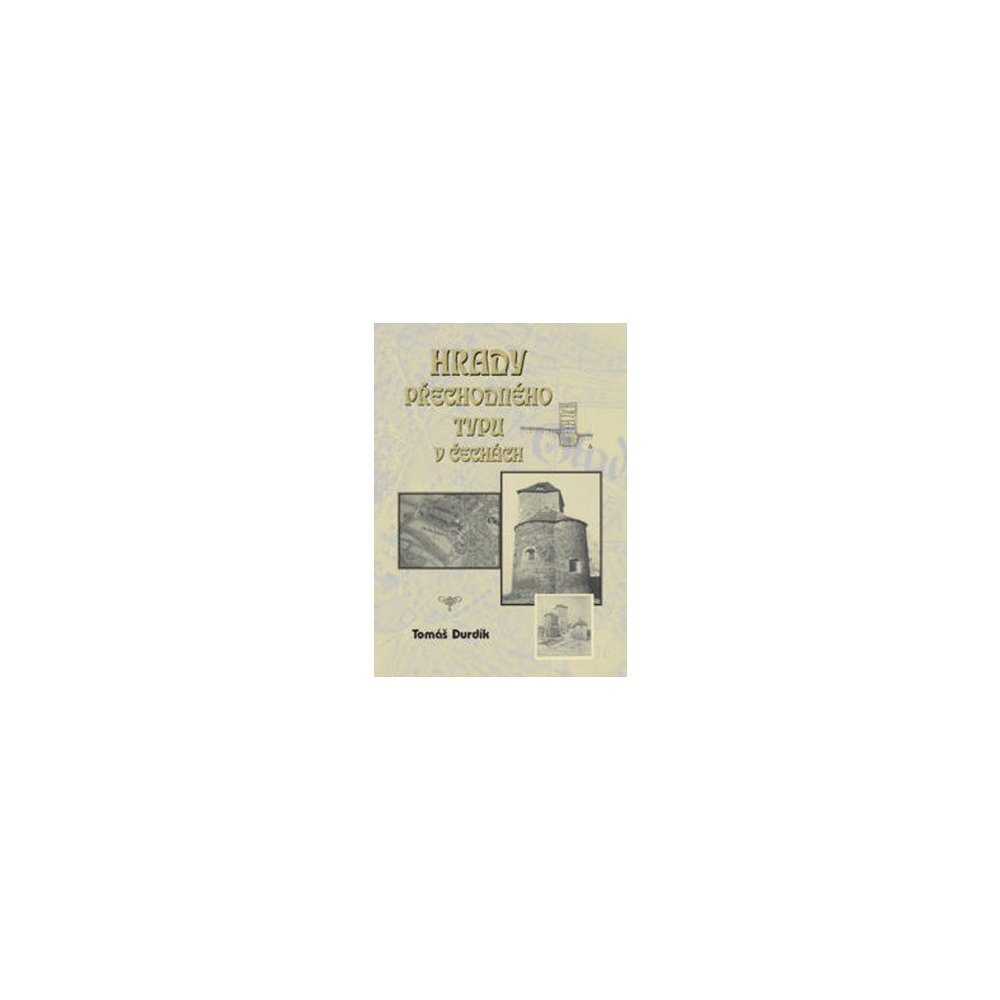 HRADY
PŘECHODNÉHO
TYPU
V ČECHÁCH
Tomáš Durdík